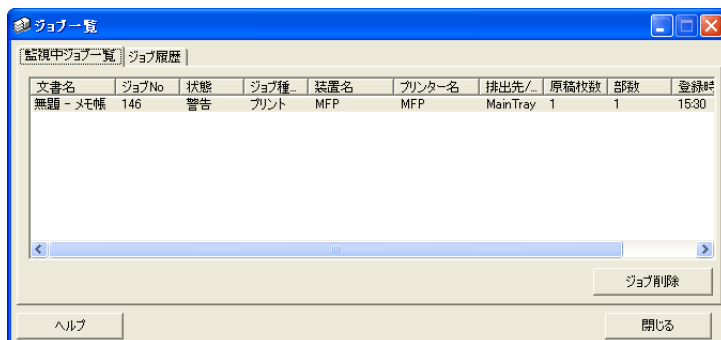 ジョブ一覧
監視中ジョブ一覧 ジョブ履歴
文書名 ジョブNo 状態 ジョブ種... 装置名 プリンター名 排出先/... 原稿枚数 部数 登録時
無題 - メモ帳 146 警告 プリント MFP MFP MainTray 1 1 15:30
ジョブ削除
ヘルプ 閉じる